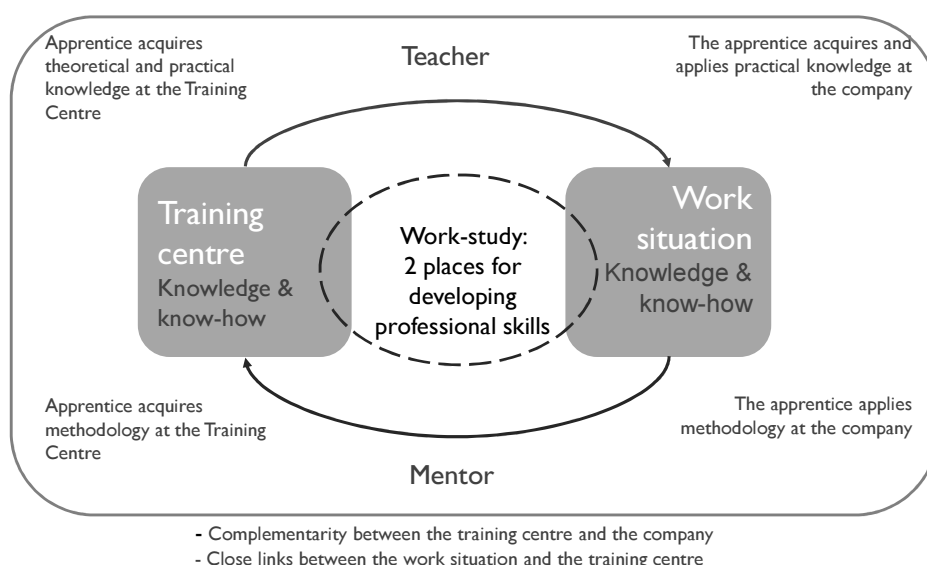 Apprentice acquires
theoretical and practical
knowledge at the Training
Centre
Teacher
The apprentice acquires and
applies practical knowledge at
the company
Training
centre
Knowledge &
know-how
Work-study:
2 places for
developing
professional skills
Work
situation
Knowledge &
know-how
Apprentice acquires
methodology at the Training
Centre
Mentor
The apprentice applies
methodology at the company
- Complementarity between the training centre and the company
- Close links between the work situation and the training centre